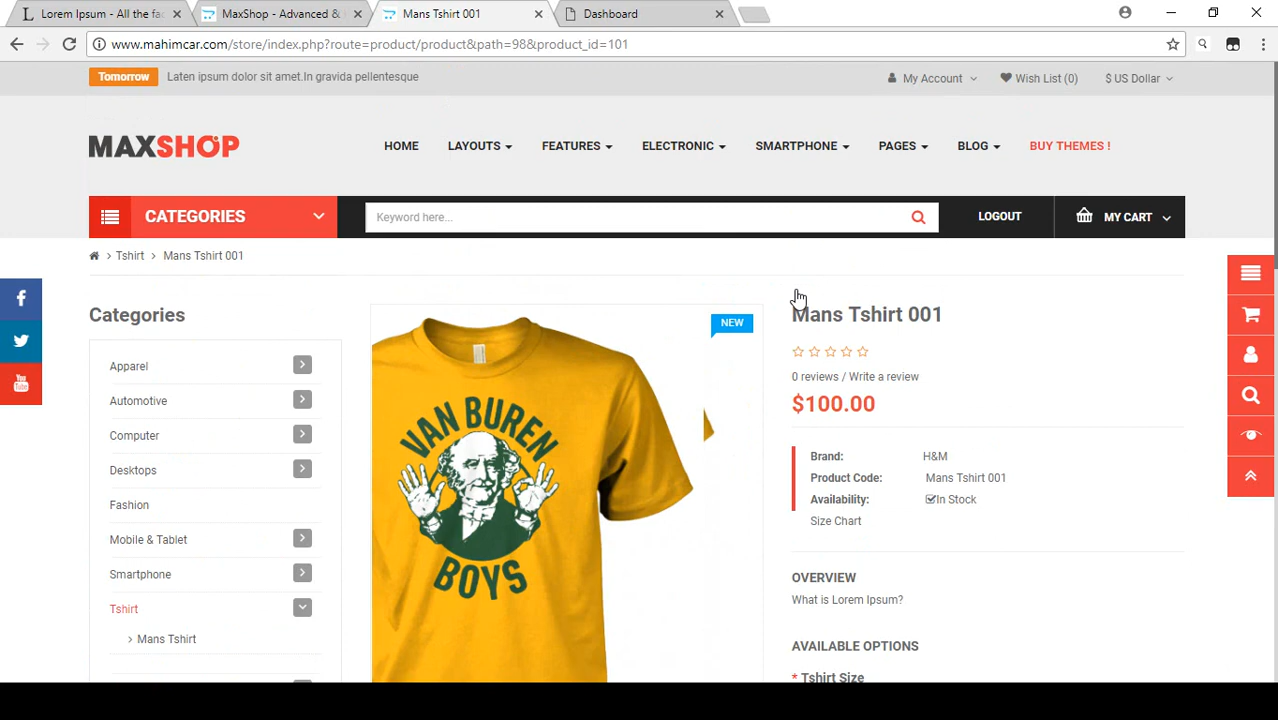 Lorem Ipsum - All the fac
MaxShop - Advanced &
Mans Tshirt 001
Dashboard
www.mahimcar.com/store/index.php?route=product/product&path=98&product_id=101
Tomorrow
Laten ipsum dolor sit amet.In gravida pellentesque
My Account
Wish List (0)
$ US Dollar
MAXSHOP
HOME
LAYOUTS
FEATURES
ELECTRONIC
SMARTPHONE
PAGES
BLOG
BUY THEMES !
CATEGORIES
Keyword here...
LOGOUT
MY CART
Tshirt
Mans Tshirt 001
Categories
Apparel
Automotive
Computer
Desktops
Fashion
Mobile & Tablet
Smartphone
Tshirt
Mans Tshirt
NEW
VAN BUREN
BOYS
Mans Tshirt 001
0 reviews / Write a review
$100.00
Brand: H&M
Product Code: Mans Tshirt 001
Availability: In Stock
Size Chart
OVERVIEW
What is Lorem Ipsum?
AVAILABLE OPTIONS
* Tshirt Size